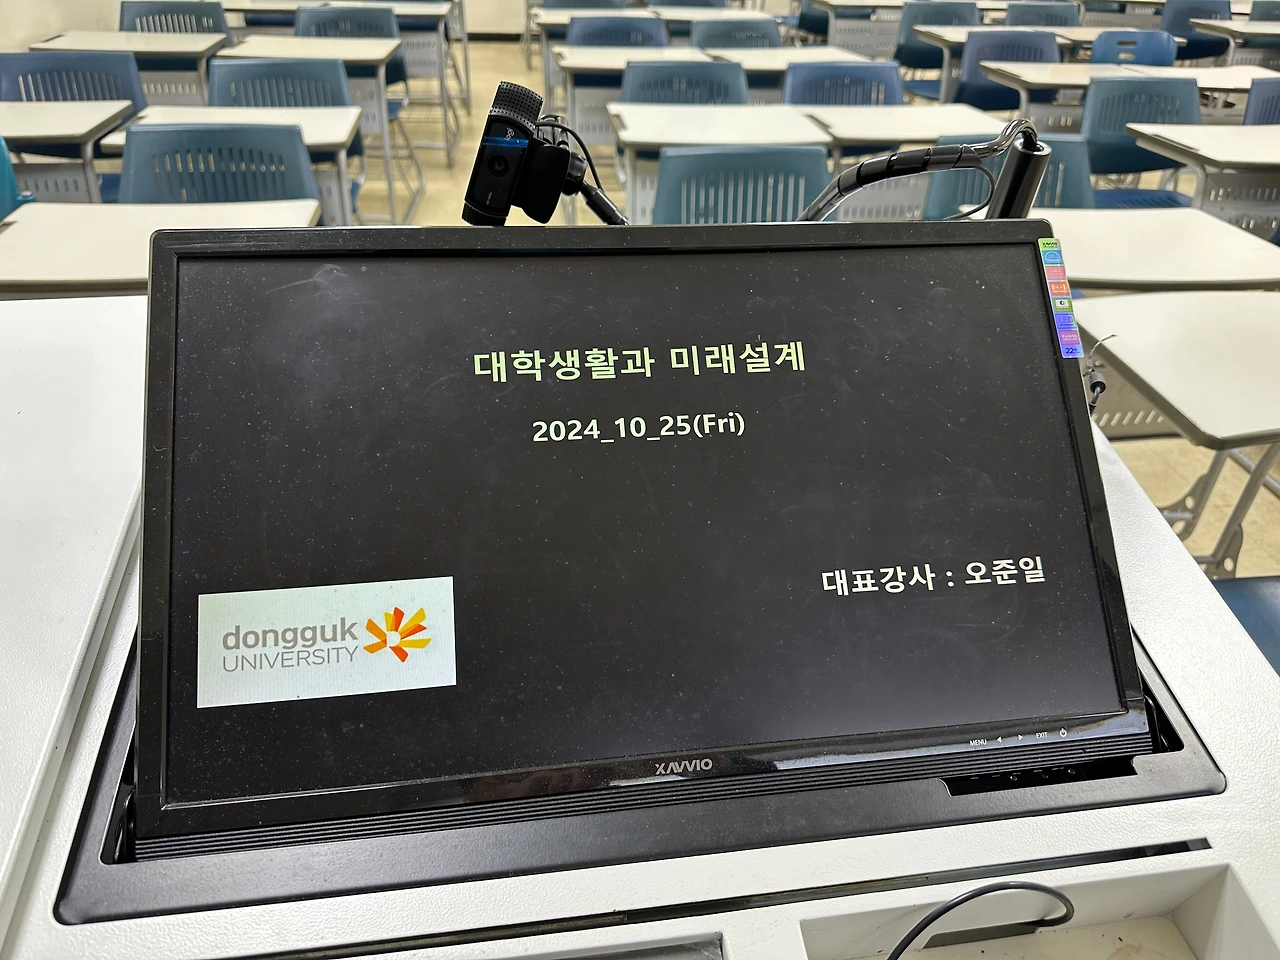 대학생활과 미래설계
2024_10_25(Fri)
대표강사 : 오준일
dongguk
UNIVERSITY
MENU
EXIT
XAVVIO